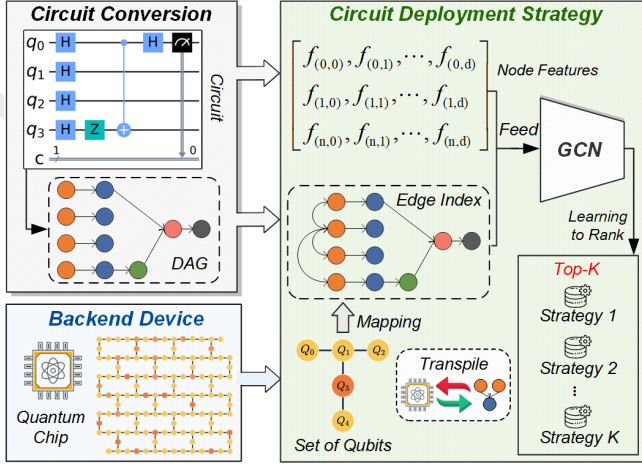 Circuit Conversion
q0 H H
q1 H
q2 H
q3 H Z
c 1 0
Circuit
DAG
Backend Device
Quantum
Chip
Circuit Deployment Strategy
f(0,0), f(0,1), ..., f(0,d)
f(1,0), f(1,1), ..., f(1,d)
f(n,0), f(n,1), ..., f(n,d)
Node Features
Feed
GCN
Edge Index
Learning
to Rank
Mapping
Q0 Q1 Q2
Q3
Q4
Set of Qubits
Transpile
Top-K
Strategy 1
Strategy 2
⋮
Strategy K